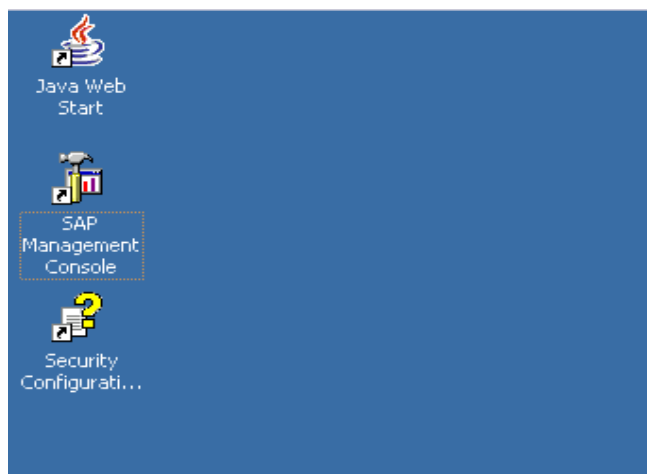 Java Web
Start
SAP
Management
Console
Security
Configurati...